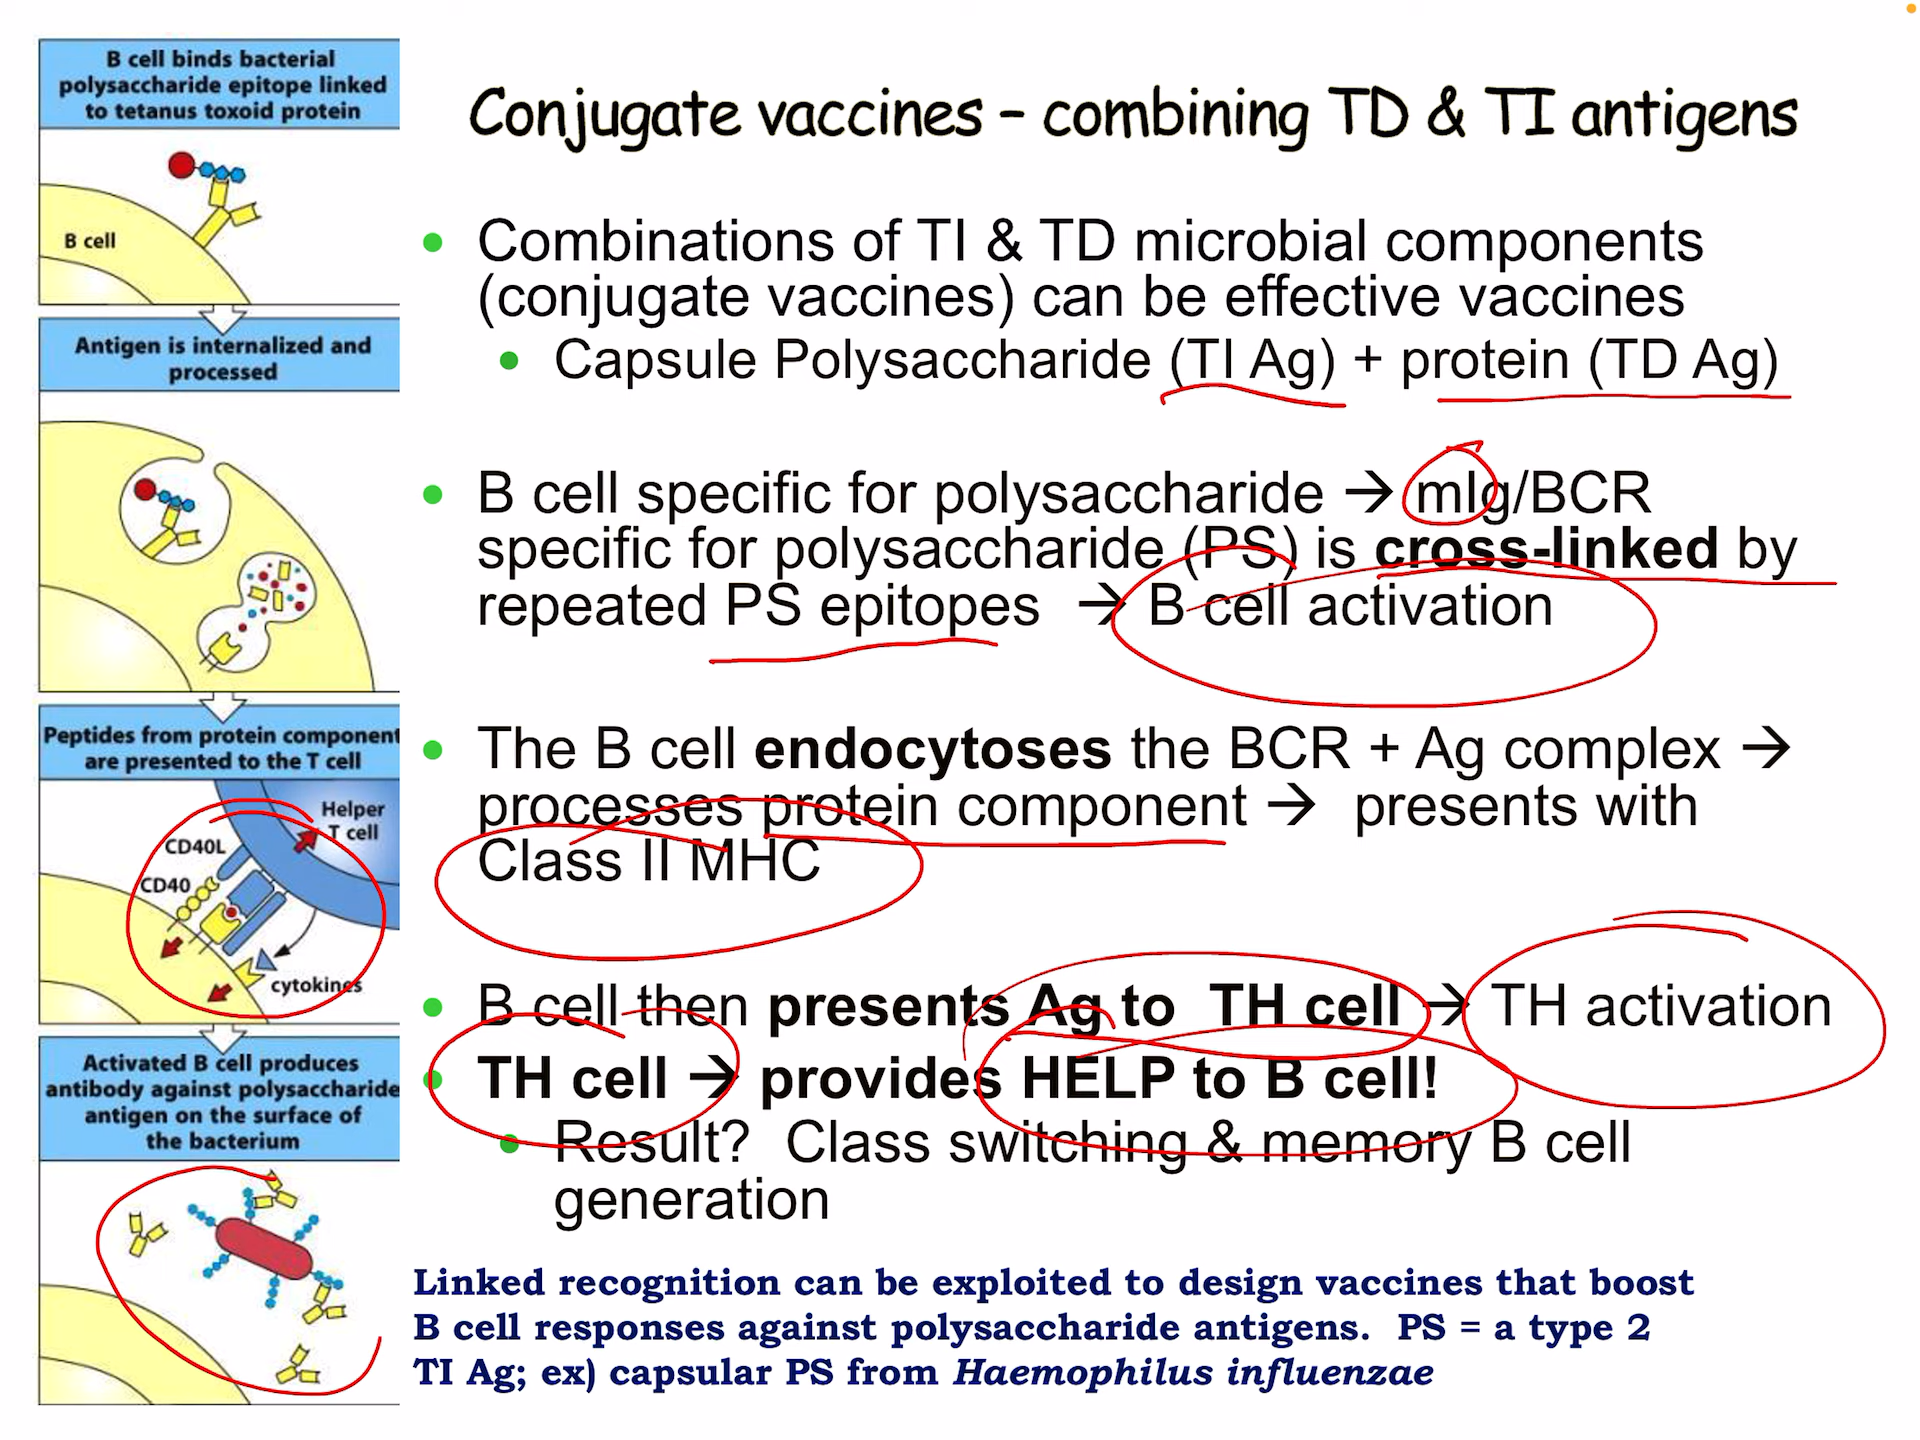 Conjugate vaccines – combining TD & TI antigens
B cell binds bacterial
polysaccharide epitope linked
to tetanus toxoid protein
B cell
Antigen is internalized and
processed
Peptides from protein component
are presented to the T cell
Helper
T cell
CD40L
CD40
cytokines
Activated B cell produces
antibody against polysaccharide
antigen on the surface of
the bacterium
• Combinations of TI & TD microbial components
(conjugate vaccines) can be effective vaccines
• Capsule Polysaccharide (TI Ag) + protein (TD Ag)
• B cell specific for polysaccharide → mIg/BCR
specific for polysaccharide (PS) is cross-linked by
repeated PS epitopes → B cell activation
• The B cell endocytoses the BCR + Ag complex →
processes protein component → presents with
Class II MHC
• B cell then presents Ag to TH cell → TH activation
• TH cell → provides HELP to B cell!
• Result? Class switching & memory B cell
generation
Linked recognition can be exploited to design vaccines that boost
B cell responses against polysaccharide antigens. PS = a type 2
TI Ag; ex) capsular PS from Haemophilus influenzae